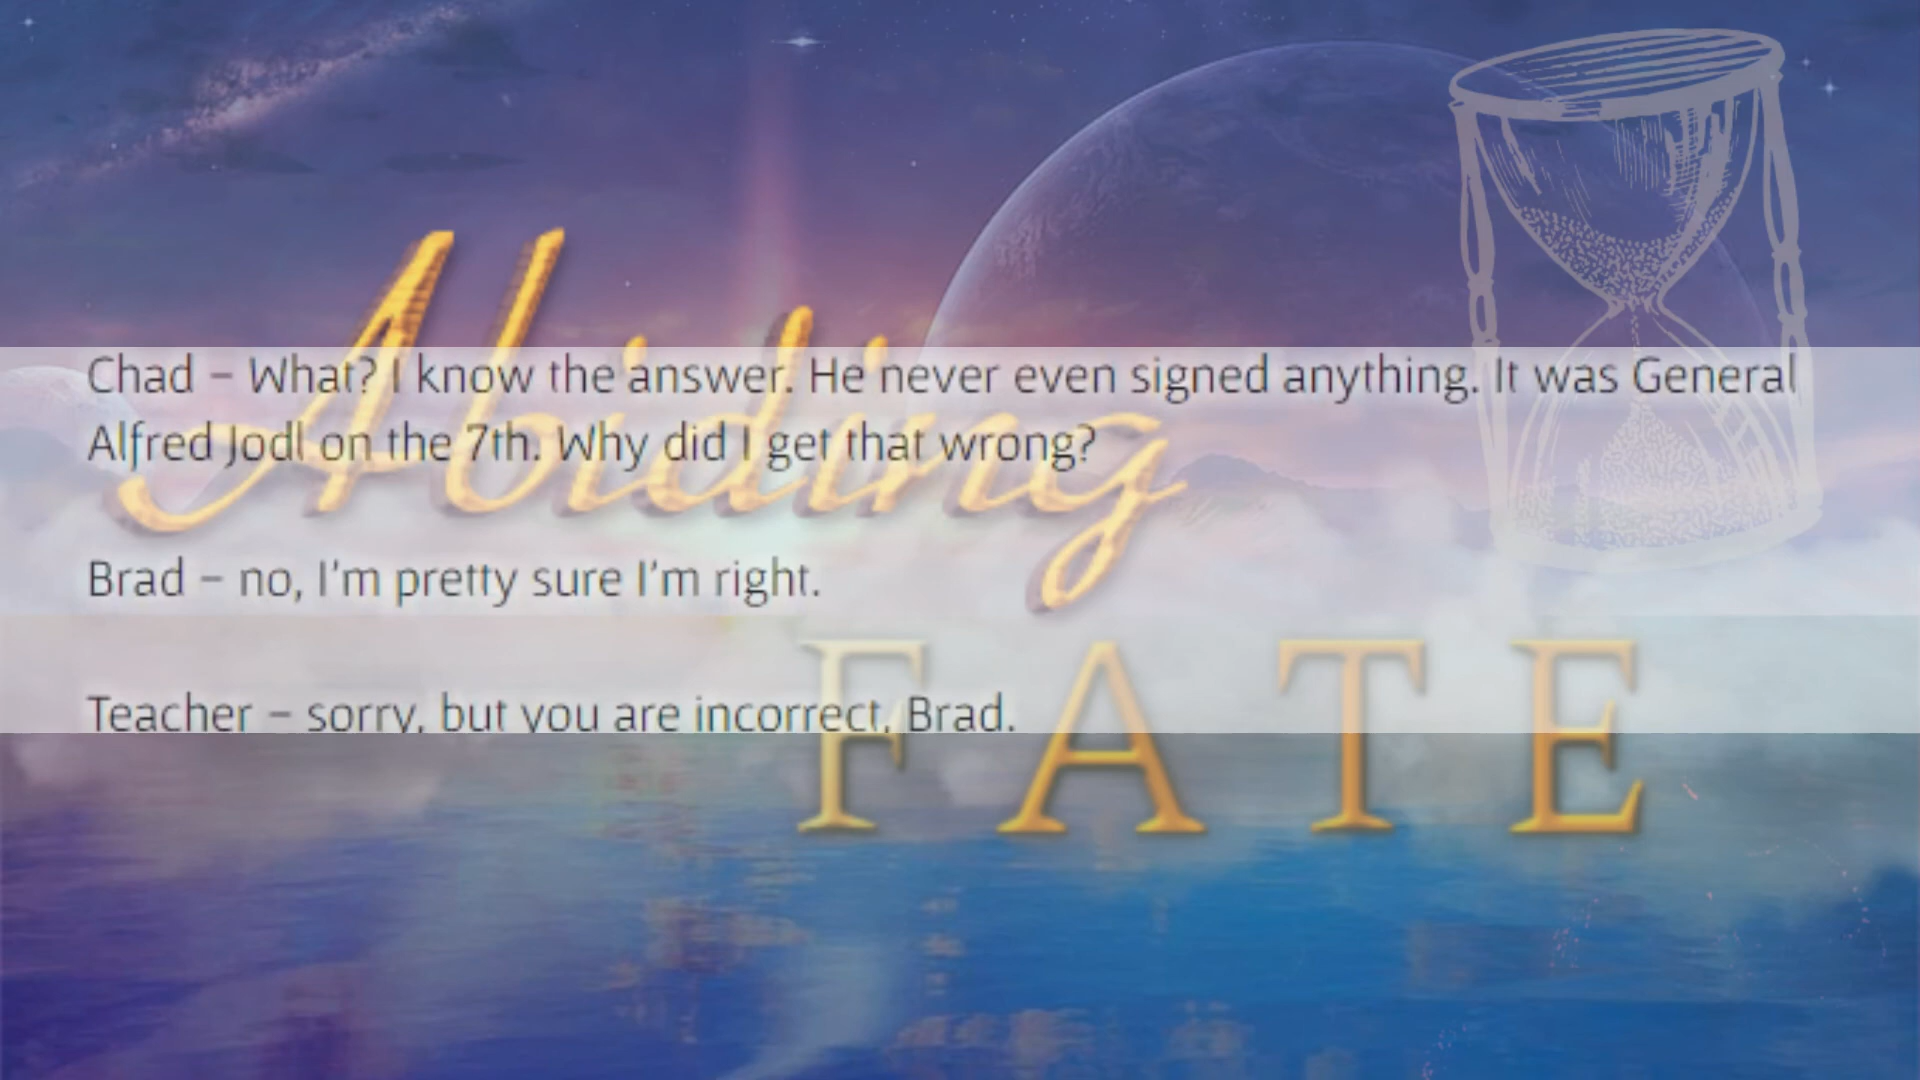 Abiding
FATE
Chad – What? I know the answer. He never even signed anything. It was General
Alfred Jodl on the 7th. Why did I get that wrong?
Brad – no, I'm pretty sure I'm right.
Teacher – sorry, but you are incorrect, Brad.